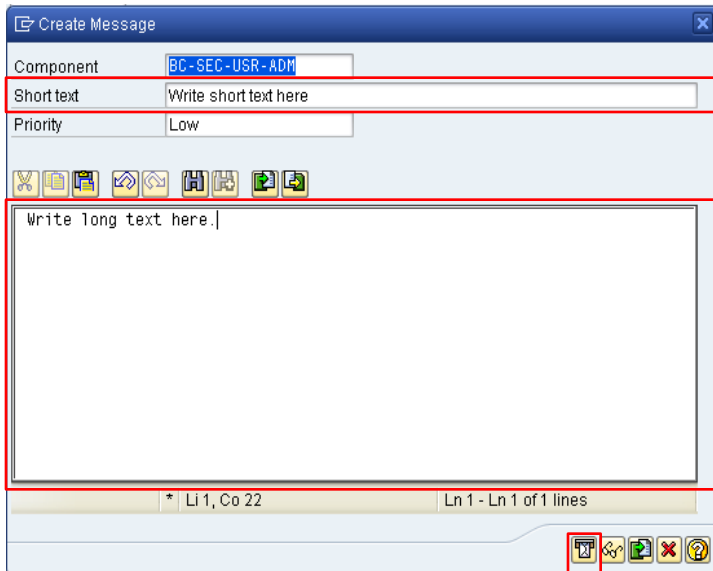 Create Message
Component BC-SEC-USR-ADM
Short text Write short text here
Priority Low
Write long text here.
* Li 1, Co 22 Ln 1 - Ln 1 of 1 lines